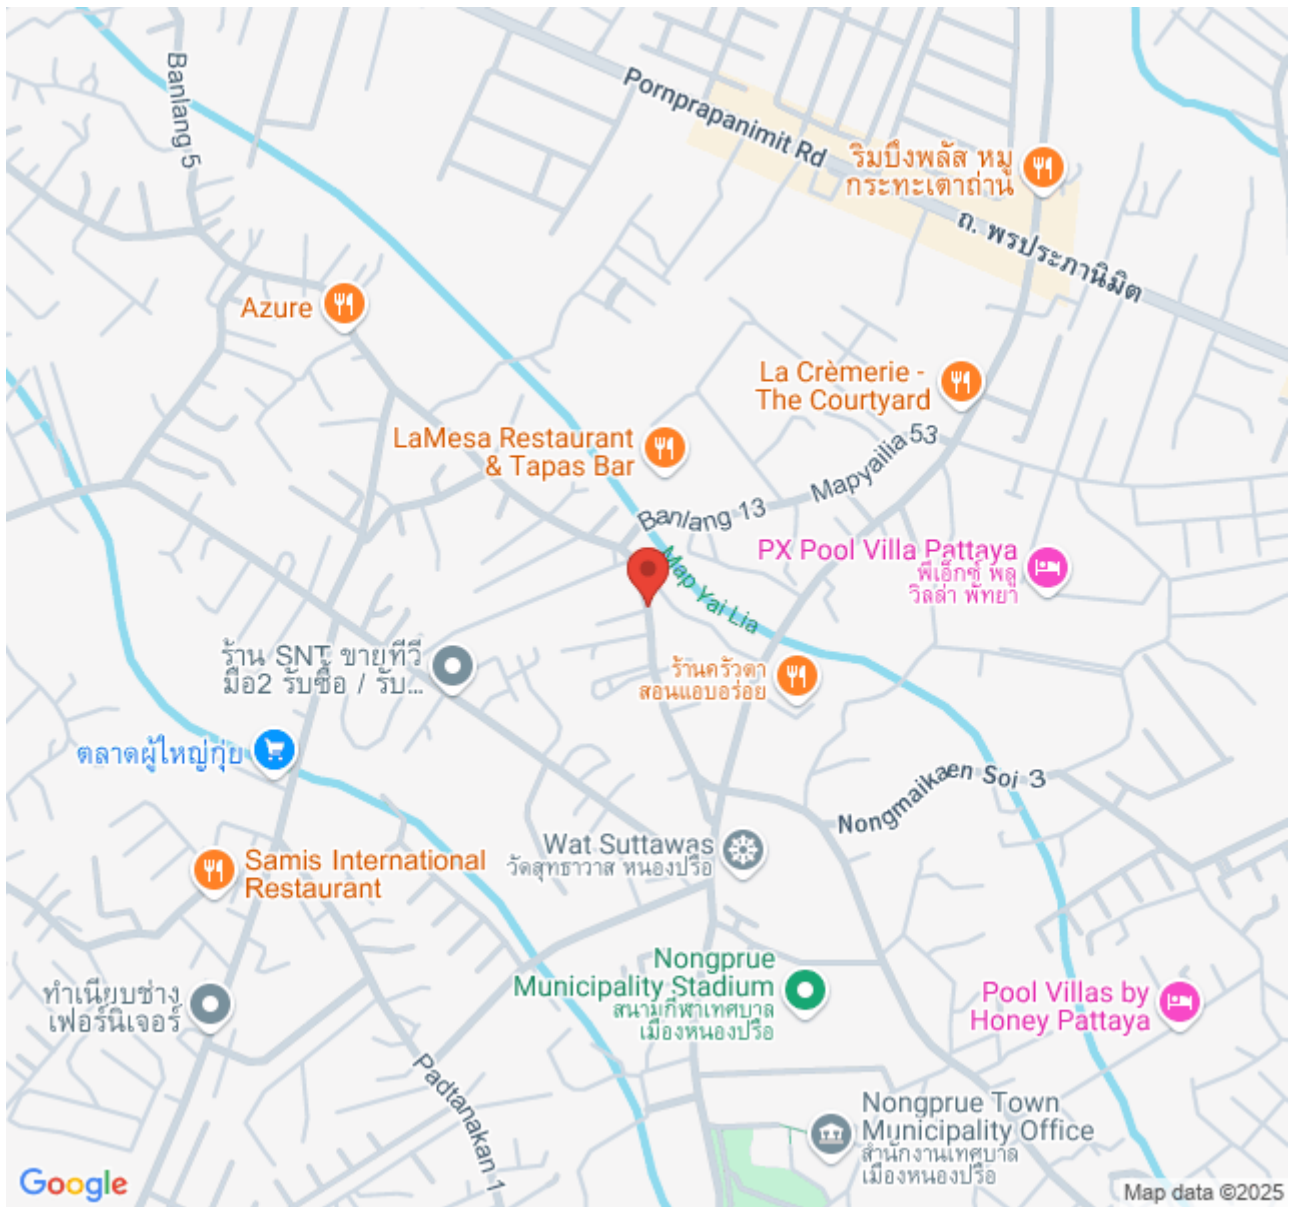 Banlang 5
Pornprapanimit Rd
ริมบึงพลัส หมู
กระทะเตาถ่าน
ถ. พรประภานิมิต
Azure
La Crèmerie -
The Courtyard
LaMesa Restaurant
& Tapas Bar
Mapyailia 53
Banlang 13
Map Yai Lia
PX Pool Villa Pattaya
พีเอ็กซ์ พลู
วิลล่า พัทยา
ร้าน SNT ขายทีวี
มือ2 รับซื้อ / รับ...
ร้านครัวดา
สอนแอบอร่อย
ตลาดผู้ใหญ่กุ่ย
Nongmaikaen Soi 3
Wat Suttawas
วัดสุทธาวาส หนองปรือ
Samis International
Restaurant
Nongprue
Municipality Stadium
สนามกีฬาเทศบาล
เมืองหนองปรือ
ทำเนียบช่าง
เฟอร์นิเจอร์
Pool Villas by
Honey Pattaya
Padtanakan 1
Nongprue Town
Municipality Office
สำนักงานเทศบาล
เมืองหนองปรือ
Google
Map data ©2025